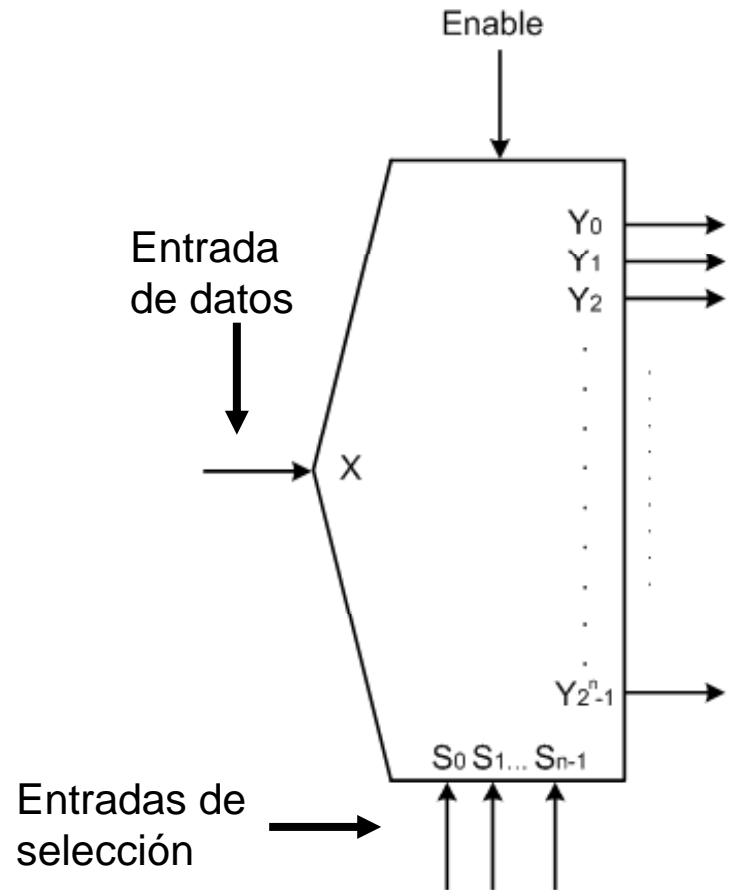 Enable
Entrada
de datos
Y0
Y1
Y2
X
Y2ⁿ-1
S0 S1... Sn-1
Entradas de
selección